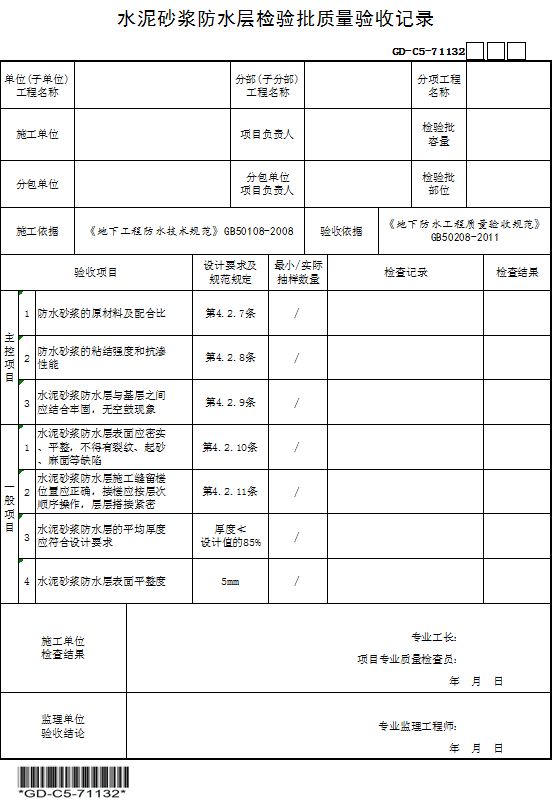 水泥砂浆防水层检验批质量验收记录
GD-C5-71132
单位(子单位)
工程名称
分部(子分部)
工程名称
分项工程
名称
施工单位
项目负责人
检验批
容量
分包单位
分包单位
项目负责人
检验批
部位
施工依据
《地下工程防水技术规范》GB50108-2008
验收依据
《地下防水工程质量验收规范》
GB50208-2011
验收项目
设计要求及
规范规定
最小/实际
抽样数量
检查记录
检查结果
主
控
项
目
1
防水砂浆的原材料及配合比
第4.2.7条
/
2
防水砂浆的粘结强度和抗渗
性能
第4.2.8条
/
3
水泥砂浆防水层与基层之间
应结合牢固，无空鼓现象
第4.2.9条
/
一
般
项
目
1
水泥砂浆防水层表面应密实
、平整，不得有裂纹、起砂
、麻面等缺陷
第4.2.10条
/
2
水泥砂浆防水层施工缝留槎
位置应正确，接槎应按层次
顺序操作，层层搭接紧密
第4.2.11条
/
3
水泥砂浆防水层的平均厚度
应符合设计要求
厚度≮
设计值的85%
/
4
水泥砂浆防水层表面平整度
5mm
/
施工单位
检查结果
专业工长：
项目专业质量检查员：
年 月 日
监理单位
验收结论
专业监理工程师：
年 月 日
*GD-C5-71132*